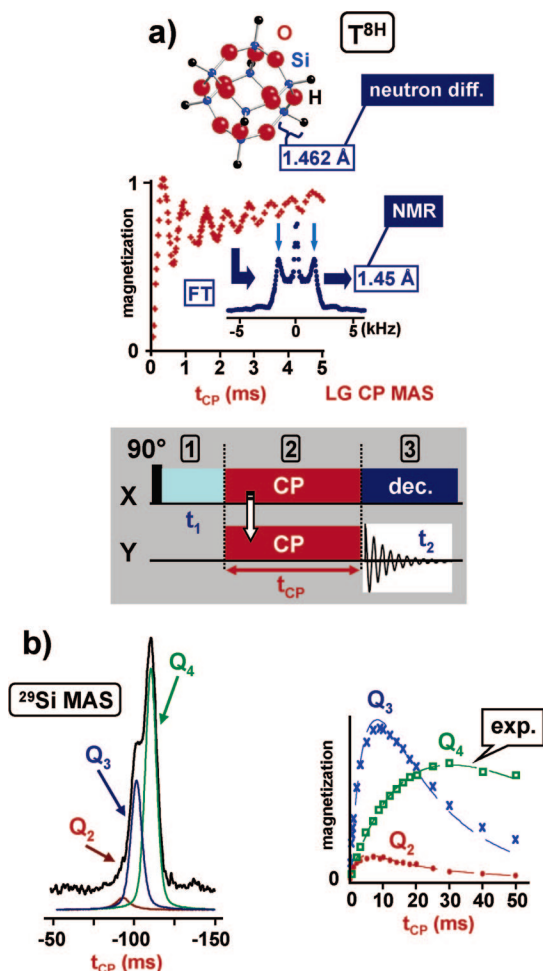 a)
T8H
O
Si
H
neutron diff.
1.462 Å
1
magnetization
NMR
FT
1.45 Å
-5 0 5 (kHz)
0
0 1 2 3 4 5
tCP (ms)
LG CP MAS
90° 1 2 3
X CP dec.
t1
Y CP t2
tCP
b)
29Si MAS
Q4
Q3
Q2
-50 -100 -150
tCP (ms)
Q3
Q4
exp.
Q2
magnetization
0
0 10 20 30 40 50
tCP (ms)